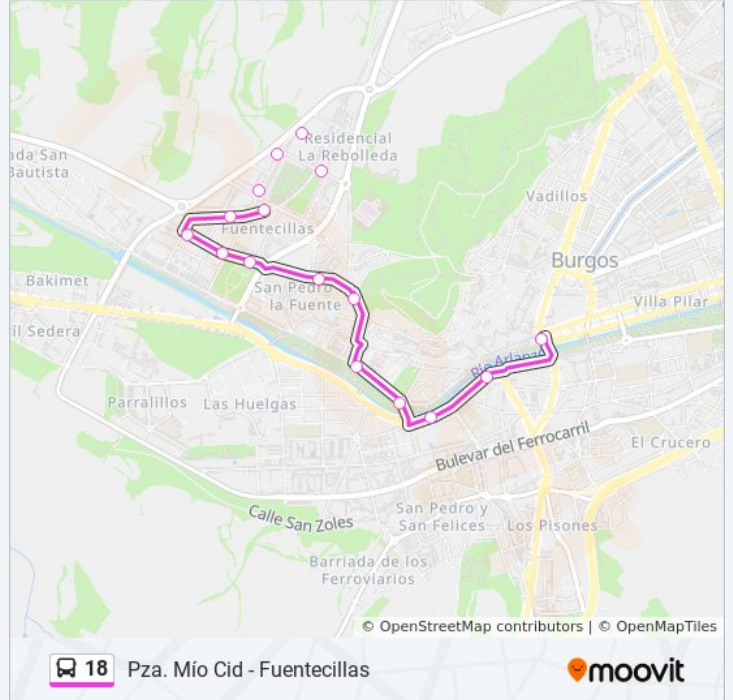 Residencial
La Rebolleda
ada San
Bautista
Vadillos
Fuentecillas
Burgos
Bakimet
San Pedro
la Fuente
Villa Pilar
il Sedera
Río Arlanzó
Parralillos
Las Huelgas
Bulevar del Ferrocarril
El Crucero
Calle San Zoles
San Pedro y
San Felices
Los Pisones
Barriada de los
Ferroviarios
© OpenStreetMap contributors | © OpenMapTiles
18
Pza. Mío Cid - Fuentecillas
moovit